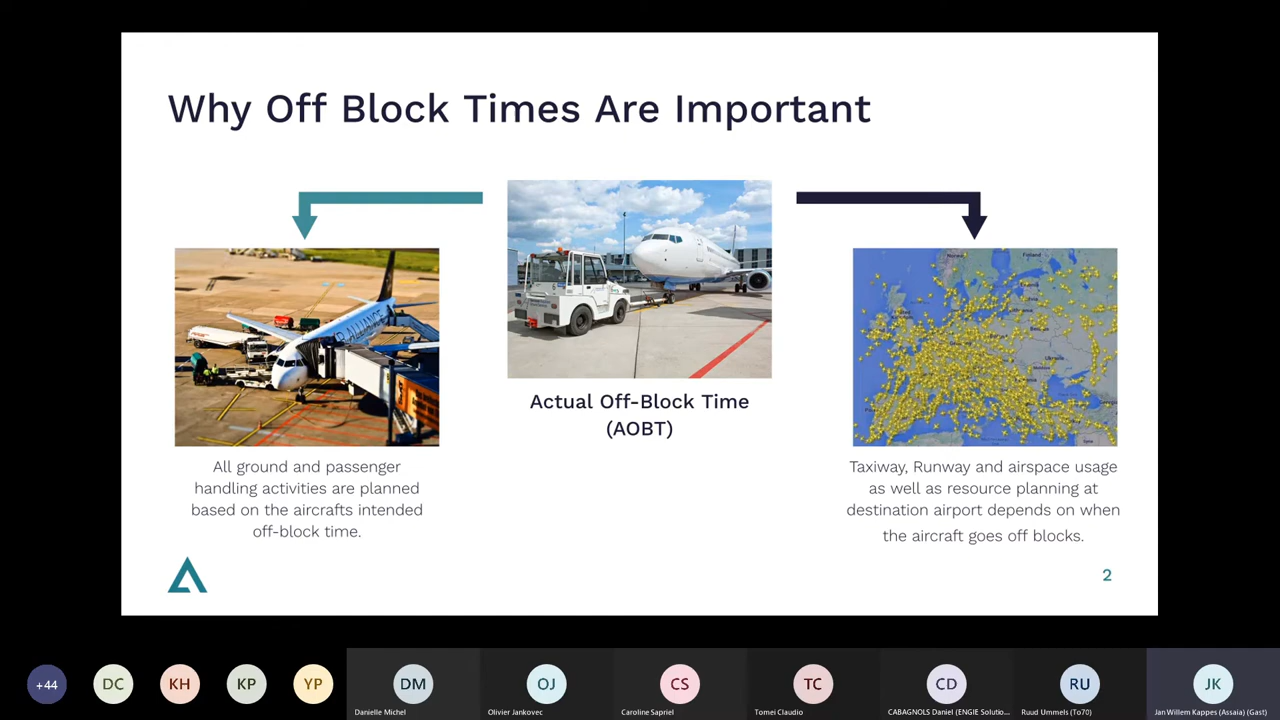 Why Off Block Times Are Important
Actual Off-Block Time
(AOBT)
All ground and passenger
handling activities are planned
based on the aircrafts intended
off-block time.
Taxiway, Runway and airspace usage
as well as resource planning at
destination airport depends on when
the aircraft goes off blocks.
2
+44
DC
KH
KP
YP
DM
Danielle Michel
OJ
Olivier Jankovec
CS
Caroline Sapriel
TC
Tomei Claudio
CD
CABAGNOLS Daniel (ENGIE Solutio...
RU
Ruud Ummels (To70)
JK
Jan Willem Kappes (Assaia) (Gast)